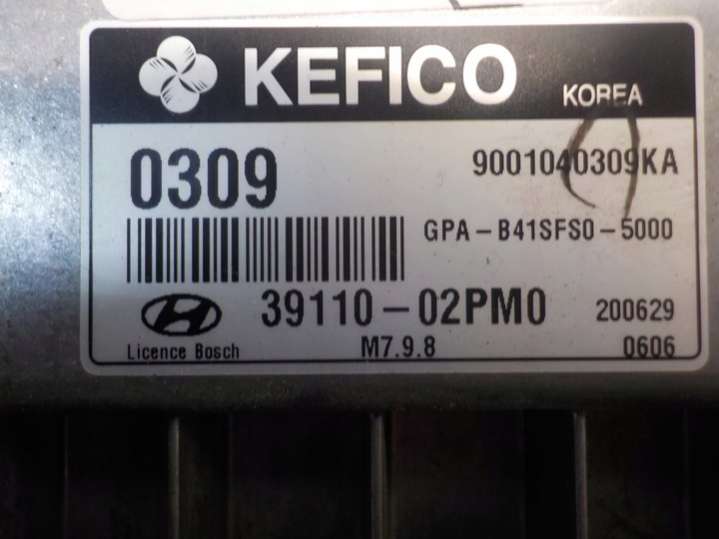 KEFICO KOREA
0309 9001040309KA
GPA-B41SFS0-5000
39110-02PM0 200629
Licence Bosch M7.9.8 0606